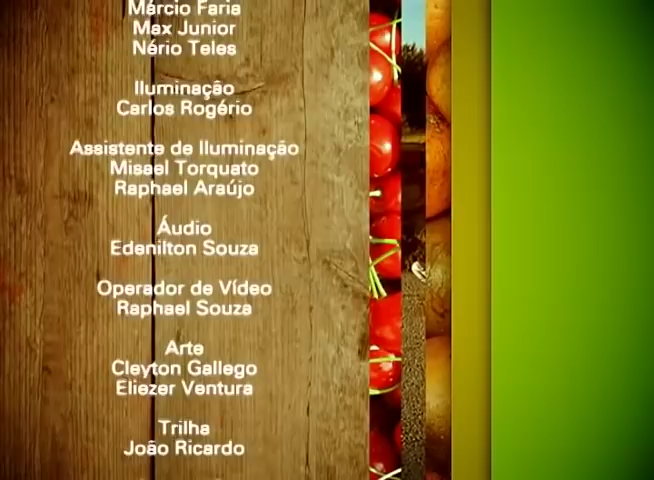 Márcio Faria
Max Junior
Nério Teles
Iluminação
Carlos Rogério
Assistente de Iluminação
Misael Torquato
Raphael Araújo
Áudio
Edenilton Souza
Operador de Vídeo
Raphael Souza
Arte
Cleyton Gallego
Eliezer Ventura
Trilha
João Ricardo